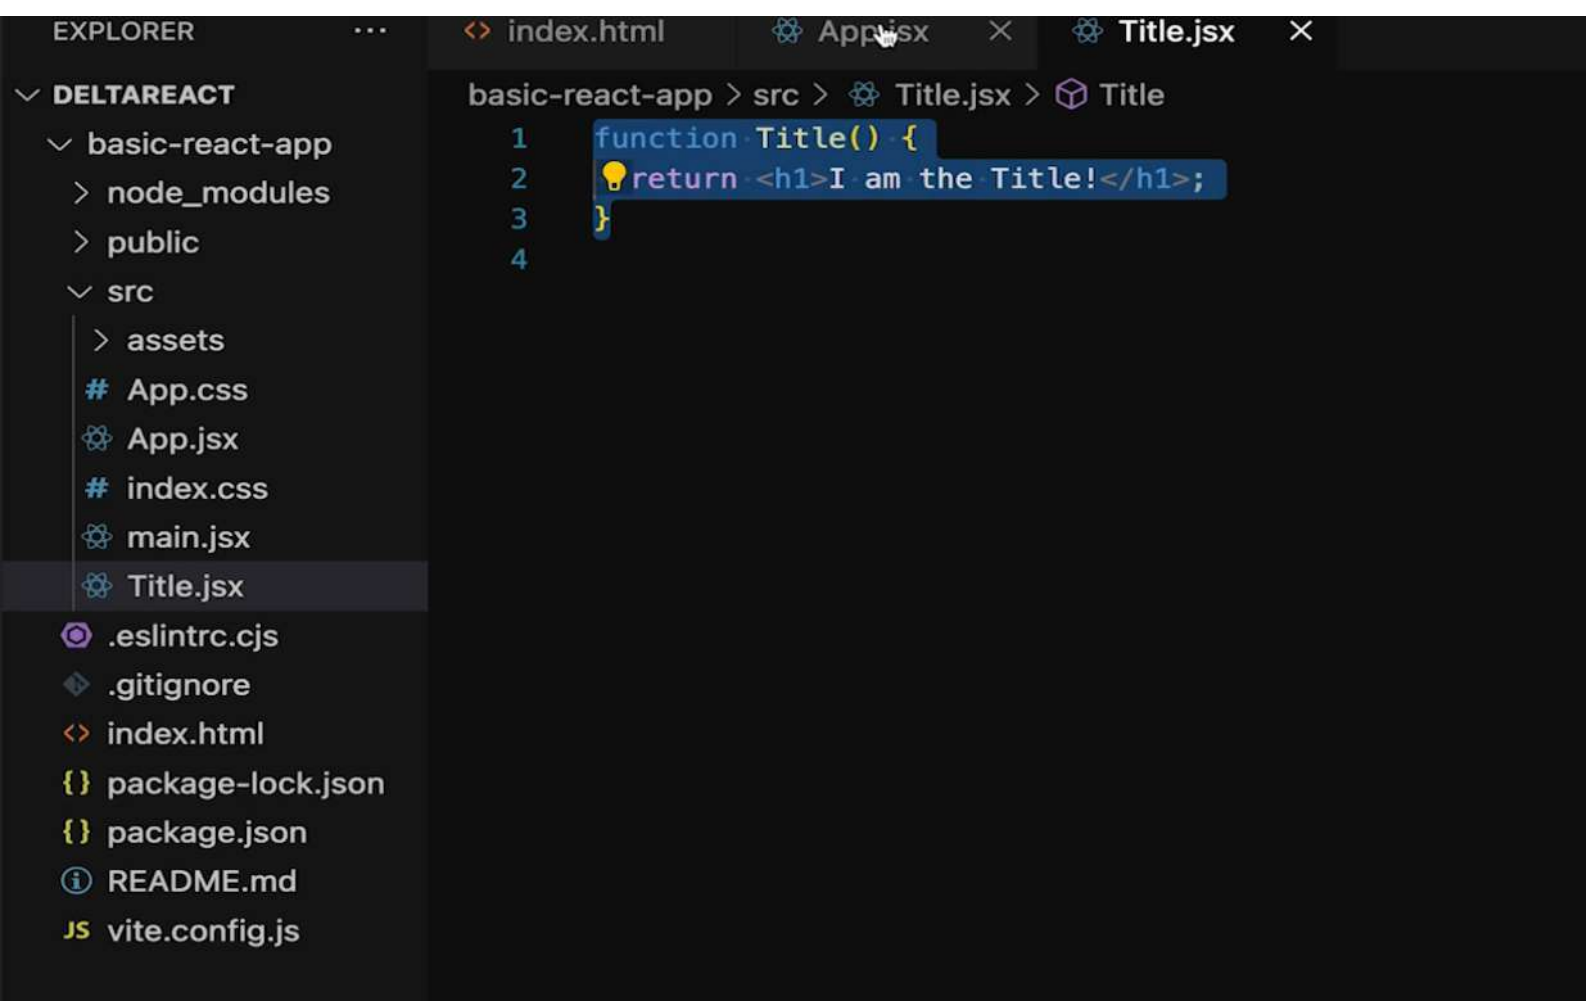 EXPLORER ...
DELTAREACT
basic-react-app
node_modules
public
src
assets
# App.css
App.jsx
# index.css
main.jsx
Title.jsx
.eslintrc.cjs
.gitignore
<> index.html
{} package-lock.json
{} package.json
README.md
JS vite.config.js
<> index.html App.jsx × Title.jsx ×
basic-react-app > src > Title.jsx > Title
1 function Title() {
2 return <h1>I am the Title!</h1>;
3 }
4